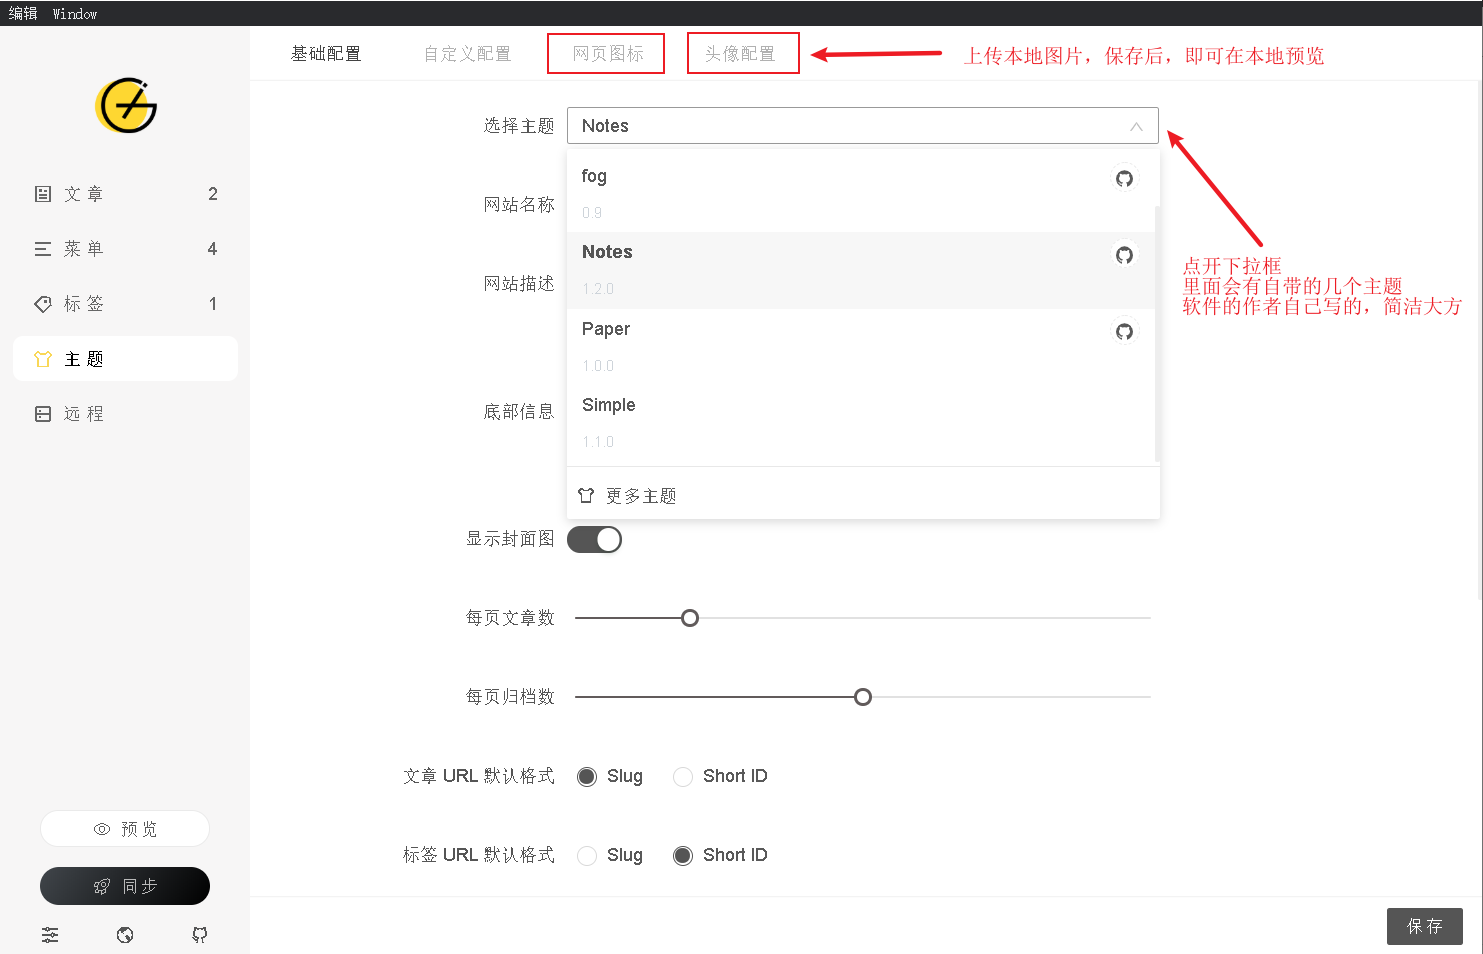 编辑 Window
基础配置 自定义配置 网页图标 头像配置 上传本地图片，保存后，即可在本地预览
选择主题 Notes
fog
0.9
Notes
1.2.0
Paper
1.0.0
Simple
1.1.0
更多主题
点开下拉框
里面会有自带的几个主题
软件的作者自己写的，简洁大方
文章 2
菜单 4
标签 1
主题
远程
网站名称
网站描述
底部信息
显示封面图
每页文章数
每页归档数
文章 URL 默认格式 Slug Short ID
标签 URL 默认格式 Slug Short ID
预览
同步
保存